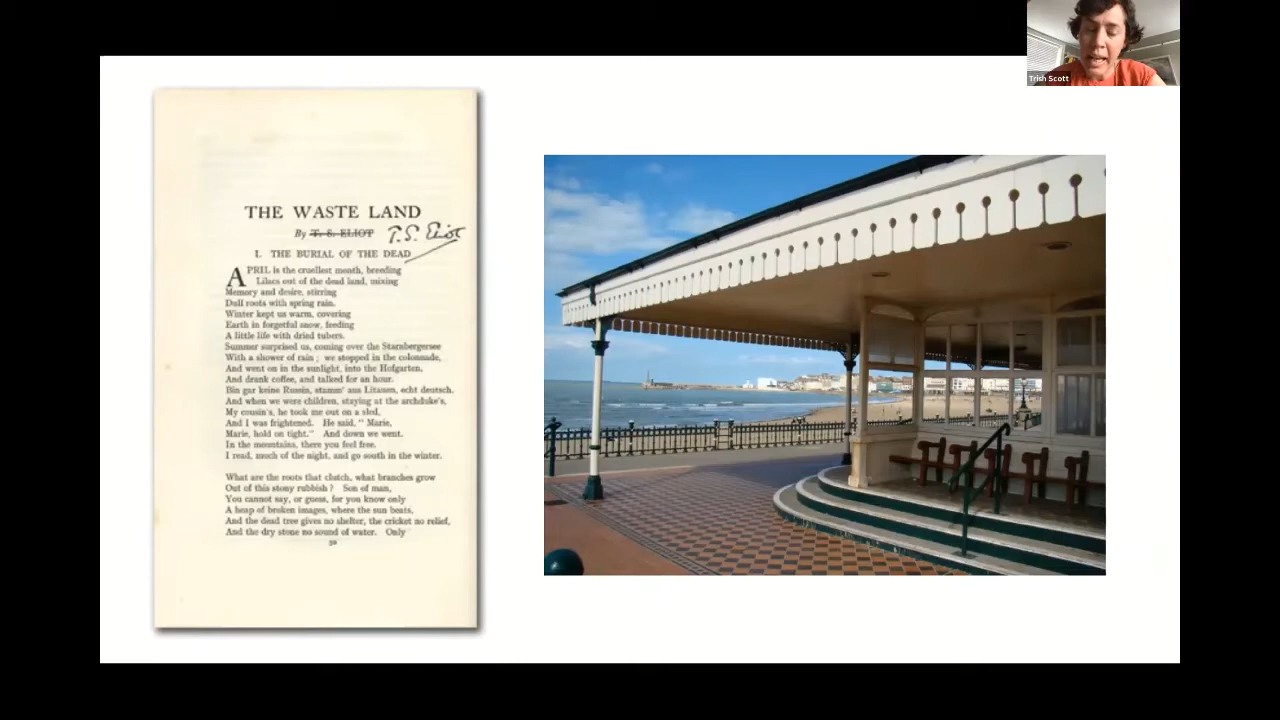 Trish Scott
THE WASTE LAND
By T. S. ELIOT T.S. Eliot
I. THE BURIAL OF THE DEAD
APRIL is the cruellest month, breeding
Lilacs out of the dead land, mixing
Memory and desire, stirring
Dull roots with spring rain.
Winter kept us warm, covering
Earth in forgetful snow, feeding
A little life with dried tubers.
Summer surprised us, coming over the Starnbergersee
With a shower of rain ; we stopped in the colonnade,
And went on in the sunlight, into the Hofgarten,
And drank coffee, and talked for an hour.
Bin gar keine Russin, stamm' aus Litauen, echt deutsch.
And when we were children, staying at the archduke's,
My cousin's, he took me out on a sled,
And I was frightened. He said, " Marie,
Marie, hold on tight." And down we went.
In the mountains, there you feel free.
I read, much of the night, and go south in the winter.
What are the roots that clutch, what branches grow
Out of this stony rubbish ? Son of man,
You cannot say, or guess, for you know only
A heap of broken images, where the sun beats,
And the dead tree gives no shelter, the cricket no relief,
And the dry stone no sound of water. Only